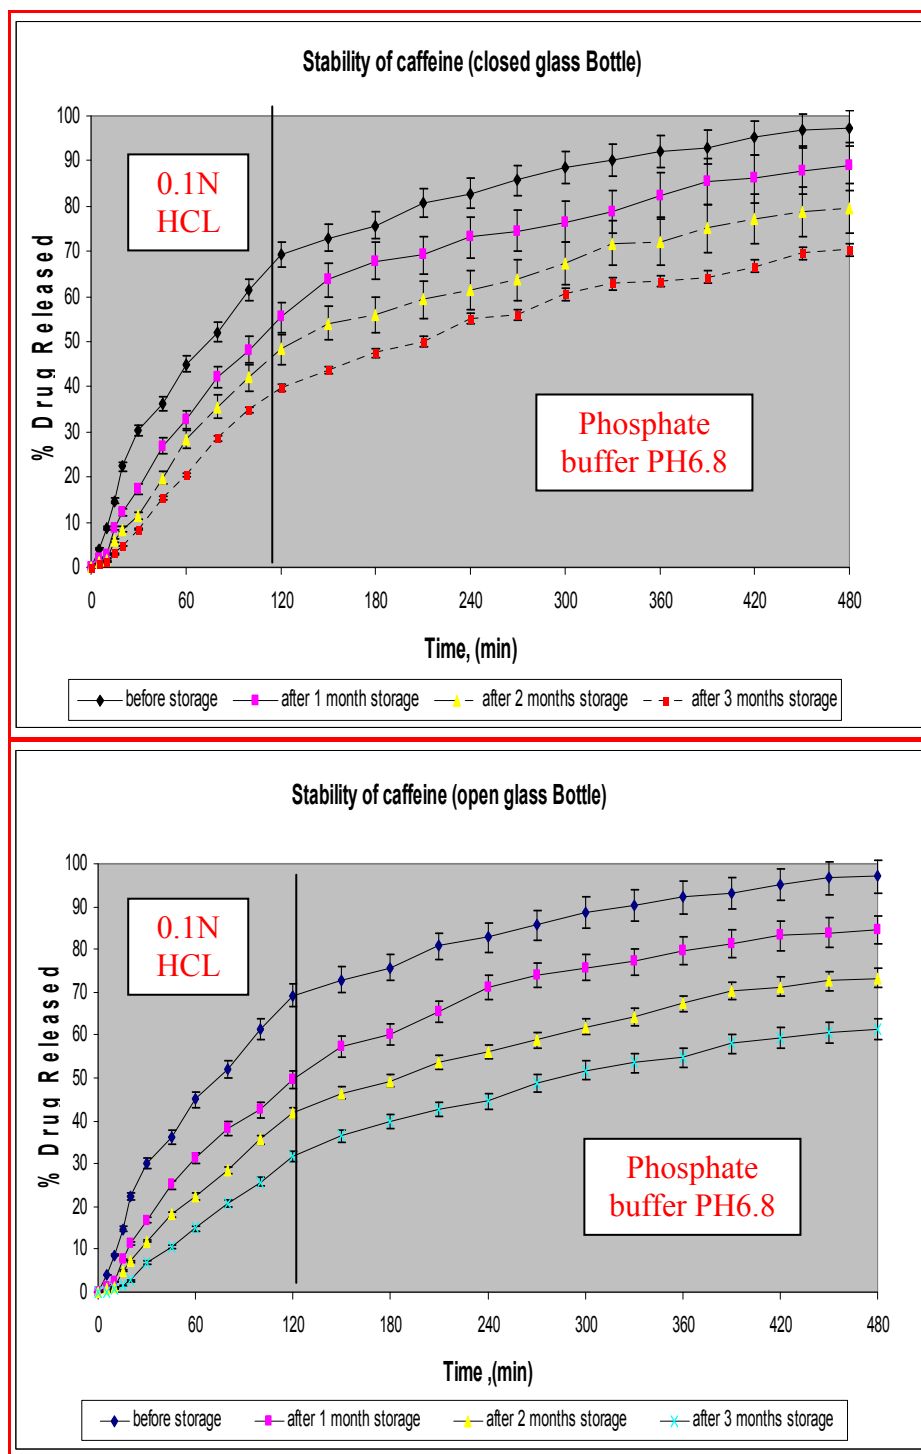 Stability of caffeine (closed glass Bottle)
100
90
80
70
60
50
40
30
20
10
0
% Drug Released
0.1N
HCL
Phosphate
buffer PH6.8
0 60 120 180 240 300 360 420 480
Time, (min)
before storage after 1 month storage after 2 months storage after 3 months storage
Stability of caffeine (open glass Bottle)
100
90
80
70
60
50
40
30
20
10
0
% Drug Released
0.1N
HCL
Phosphate
buffer PH6.8
0 60 120 180 240 300 360 420 480
Time ,(min)
before storage after 1 month storage after 2 months storage after 3 months storage